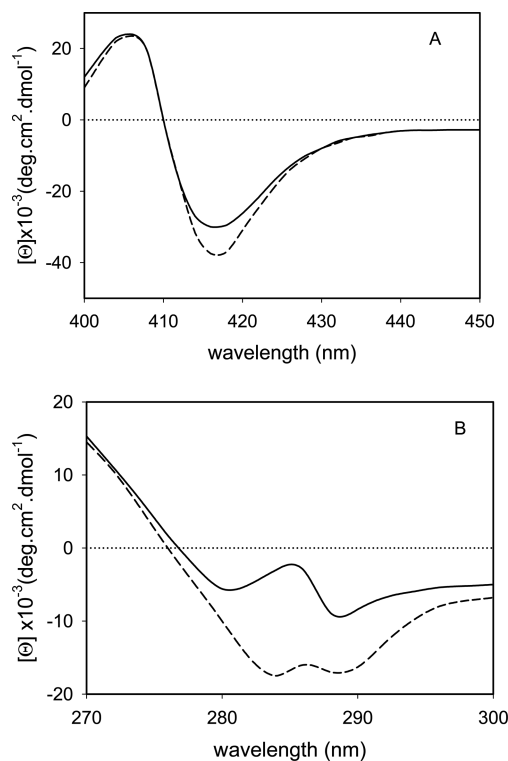 A
[Θ]x10⁻³(deg.cm².dmol⁻¹)
20
0
-20
-40
400 410 420 430 440 450
wavelength (nm)
B
[Θ] x10⁻³(deg.cm².dmol⁻¹)
20
10
0
-10
-20
270 280 290 300
wavelength (nm)